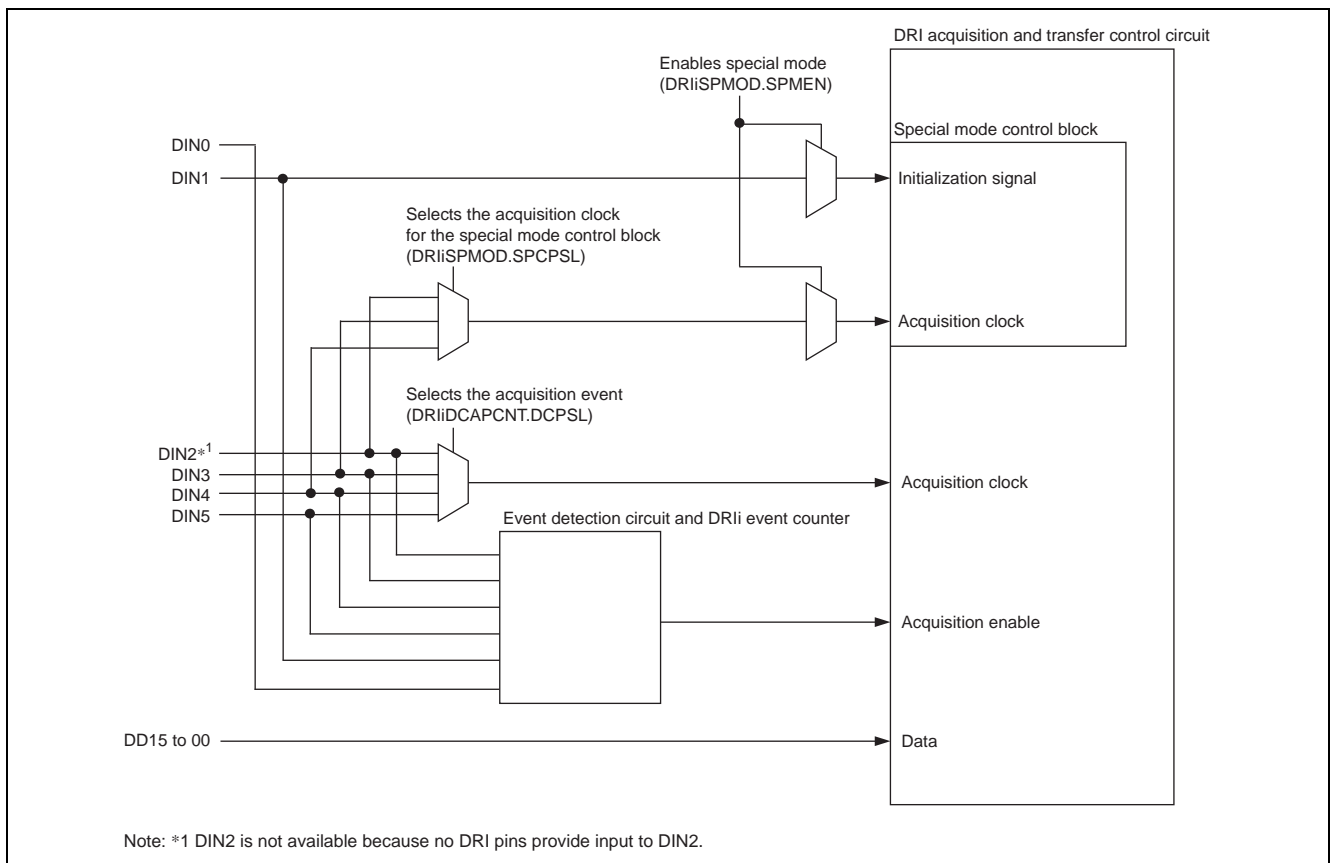 DRI acquisition and transfer control circuit
Enables special mode
(DRIiSPMOD.SPMEN)
Special mode control block
DIN0
DIN1
Initialization signal
Selects the acquisition clock
for the special mode control block
(DRIiSPMOD.SPCPSL)
Acquisition clock
Selects the acquisition event
(DRIiDCAPCNT.DCPSL)
DIN2*1
DIN3
DIN4
DIN5
Acquisition clock
Event detection circuit and DRIi event counter
Acquisition enable
DD15 to 00
Data
Note: *1 DIN2 is not available because no DRI pins provide input to DIN2.